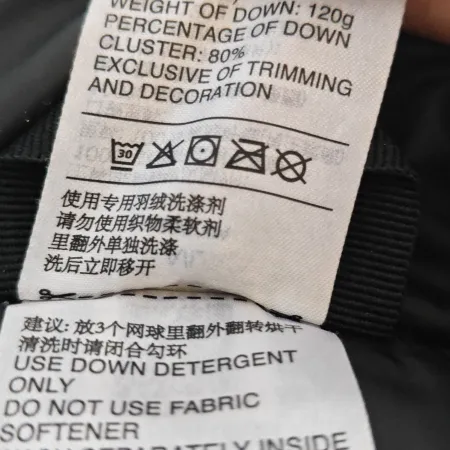 WEIGHT OF DOWN: 120g
PERCENTAGE OF DOWN
CLUSTER: 80%
EXCLUSIVE OF TRIMMING
AND DECORATION
30
使用专用羽绒洗涤剂
请勿使用织物柔软剂
里翻外单独洗涤
洗后立即移开
建议: 放3个网球里翻外翻转烘干
清洗时请闭合勾环
USE DOWN DETERGENT
ONLY
DO NOT USE FABRIC
SOFTENER
SEPARATELY INSIDE